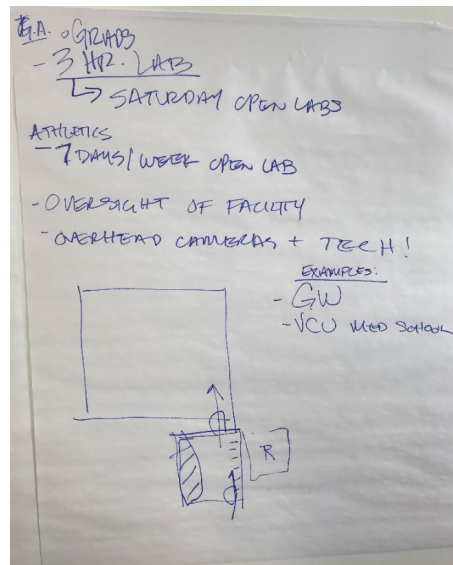 G.A. • GRADS
- 3 HR. LAB
↳ SATURDAY OPEN LABS
ATHLETICS
- 7 DAYS/WEEK OPEN LAB
- OVERSIGHT OF FACILITY
- OVERHEAD CAMERAS + TECH!
EXAMPLES:
- GW
- VCU MED SCHOOL
R